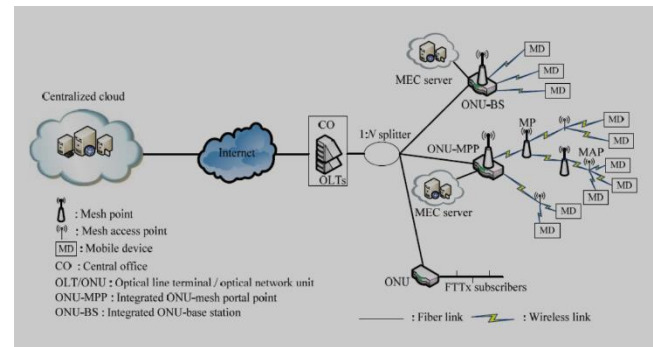 Centralized cloud
Internet
CO
OLTs
1:N splitter
MEC server
ONU-BS
MD
MD
MD
ONU-MPP
MP
MAP
MD
MD
MD
MD
MD
MD
MD
MEC server
ONU
FTTx subscribers
: Mesh point
: Mesh access point
MD : Mobile device
CO : Central office
OLT/ONU : Optical line terminal / optical network unit
ONU-MPP : Integrated ONU-mesh portal point
ONU-BS : Integrated ONU-base station
: Fiber link
: Wireless link